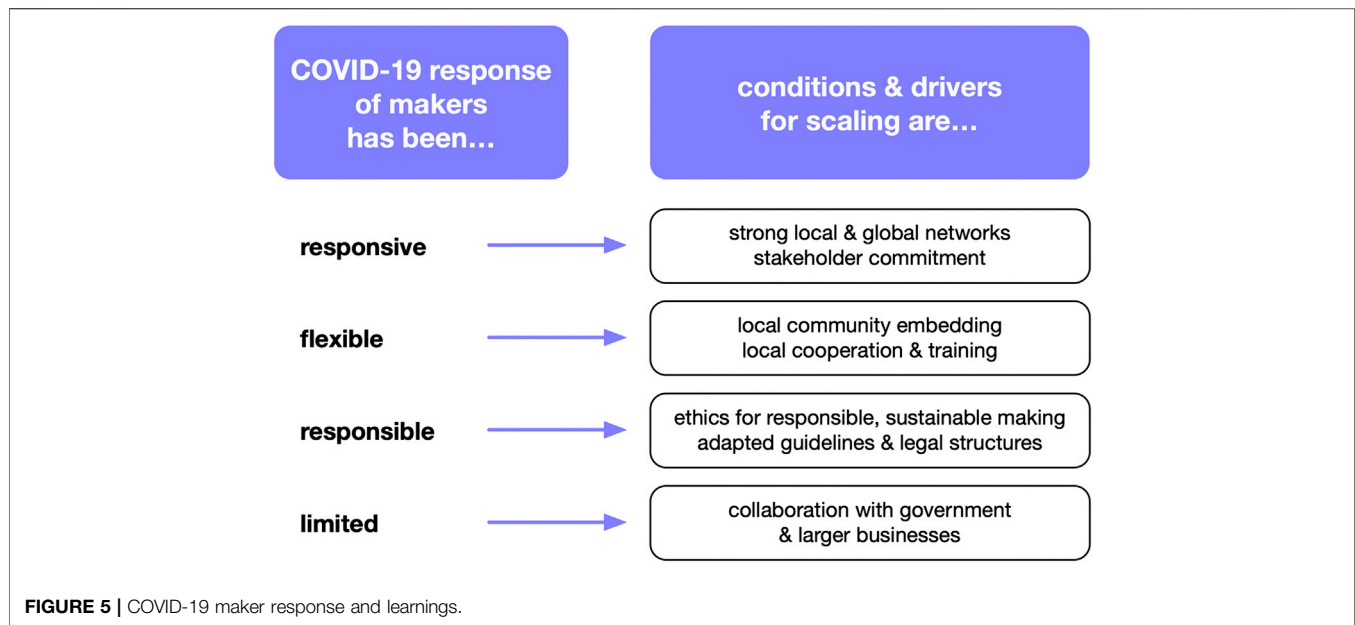 COVID-19 response
of makers
has been...
conditions & drivers
for scaling are...
responsive
strong local & global networks
stakeholder commitment
flexible
local community embedding
local cooperation & training
responsible
ethics for responsible, sustainable making
adapted guidelines & legal structures
limited
collaboration with government
& larger businesses
FIGURE 5 | COVID-19 maker response and learnings.